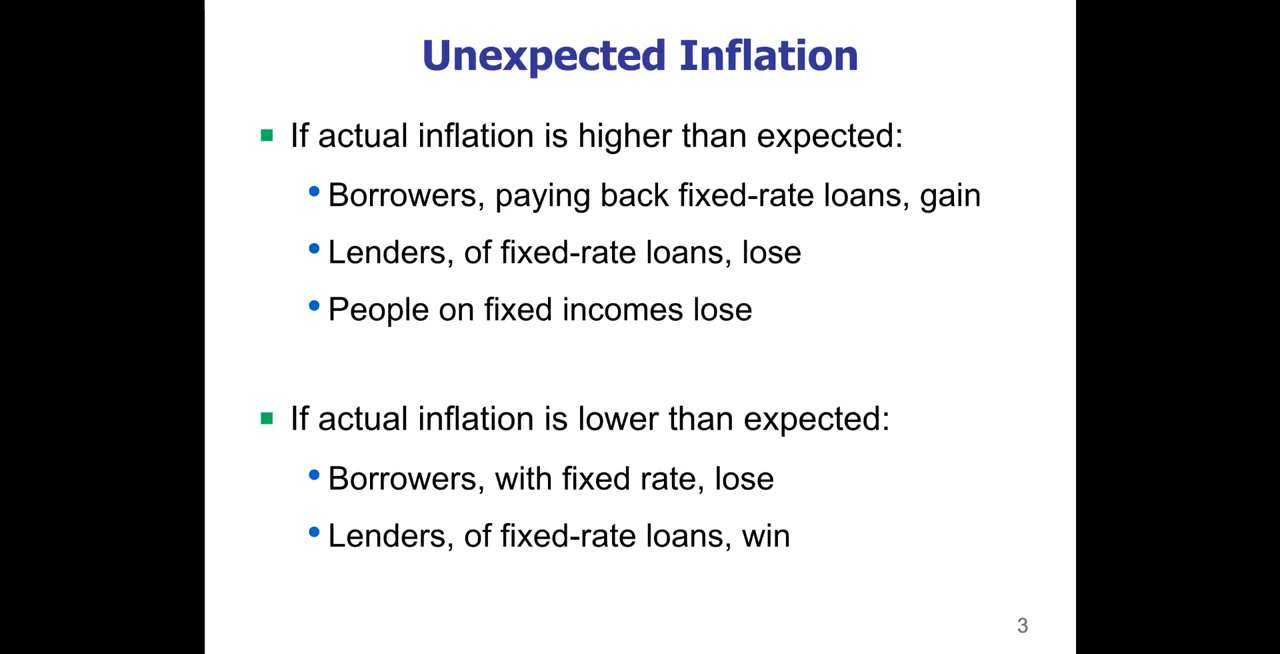 Unexpected Inflation
If actual inflation is higher than expected:
Borrowers, paying back fixed-rate loans, gain
Lenders, of fixed-rate loans, lose
People on fixed incomes lose
If actual inflation is lower than expected:
Borrowers, with fixed rate, lose
Lenders, of fixed-rate loans, win
3